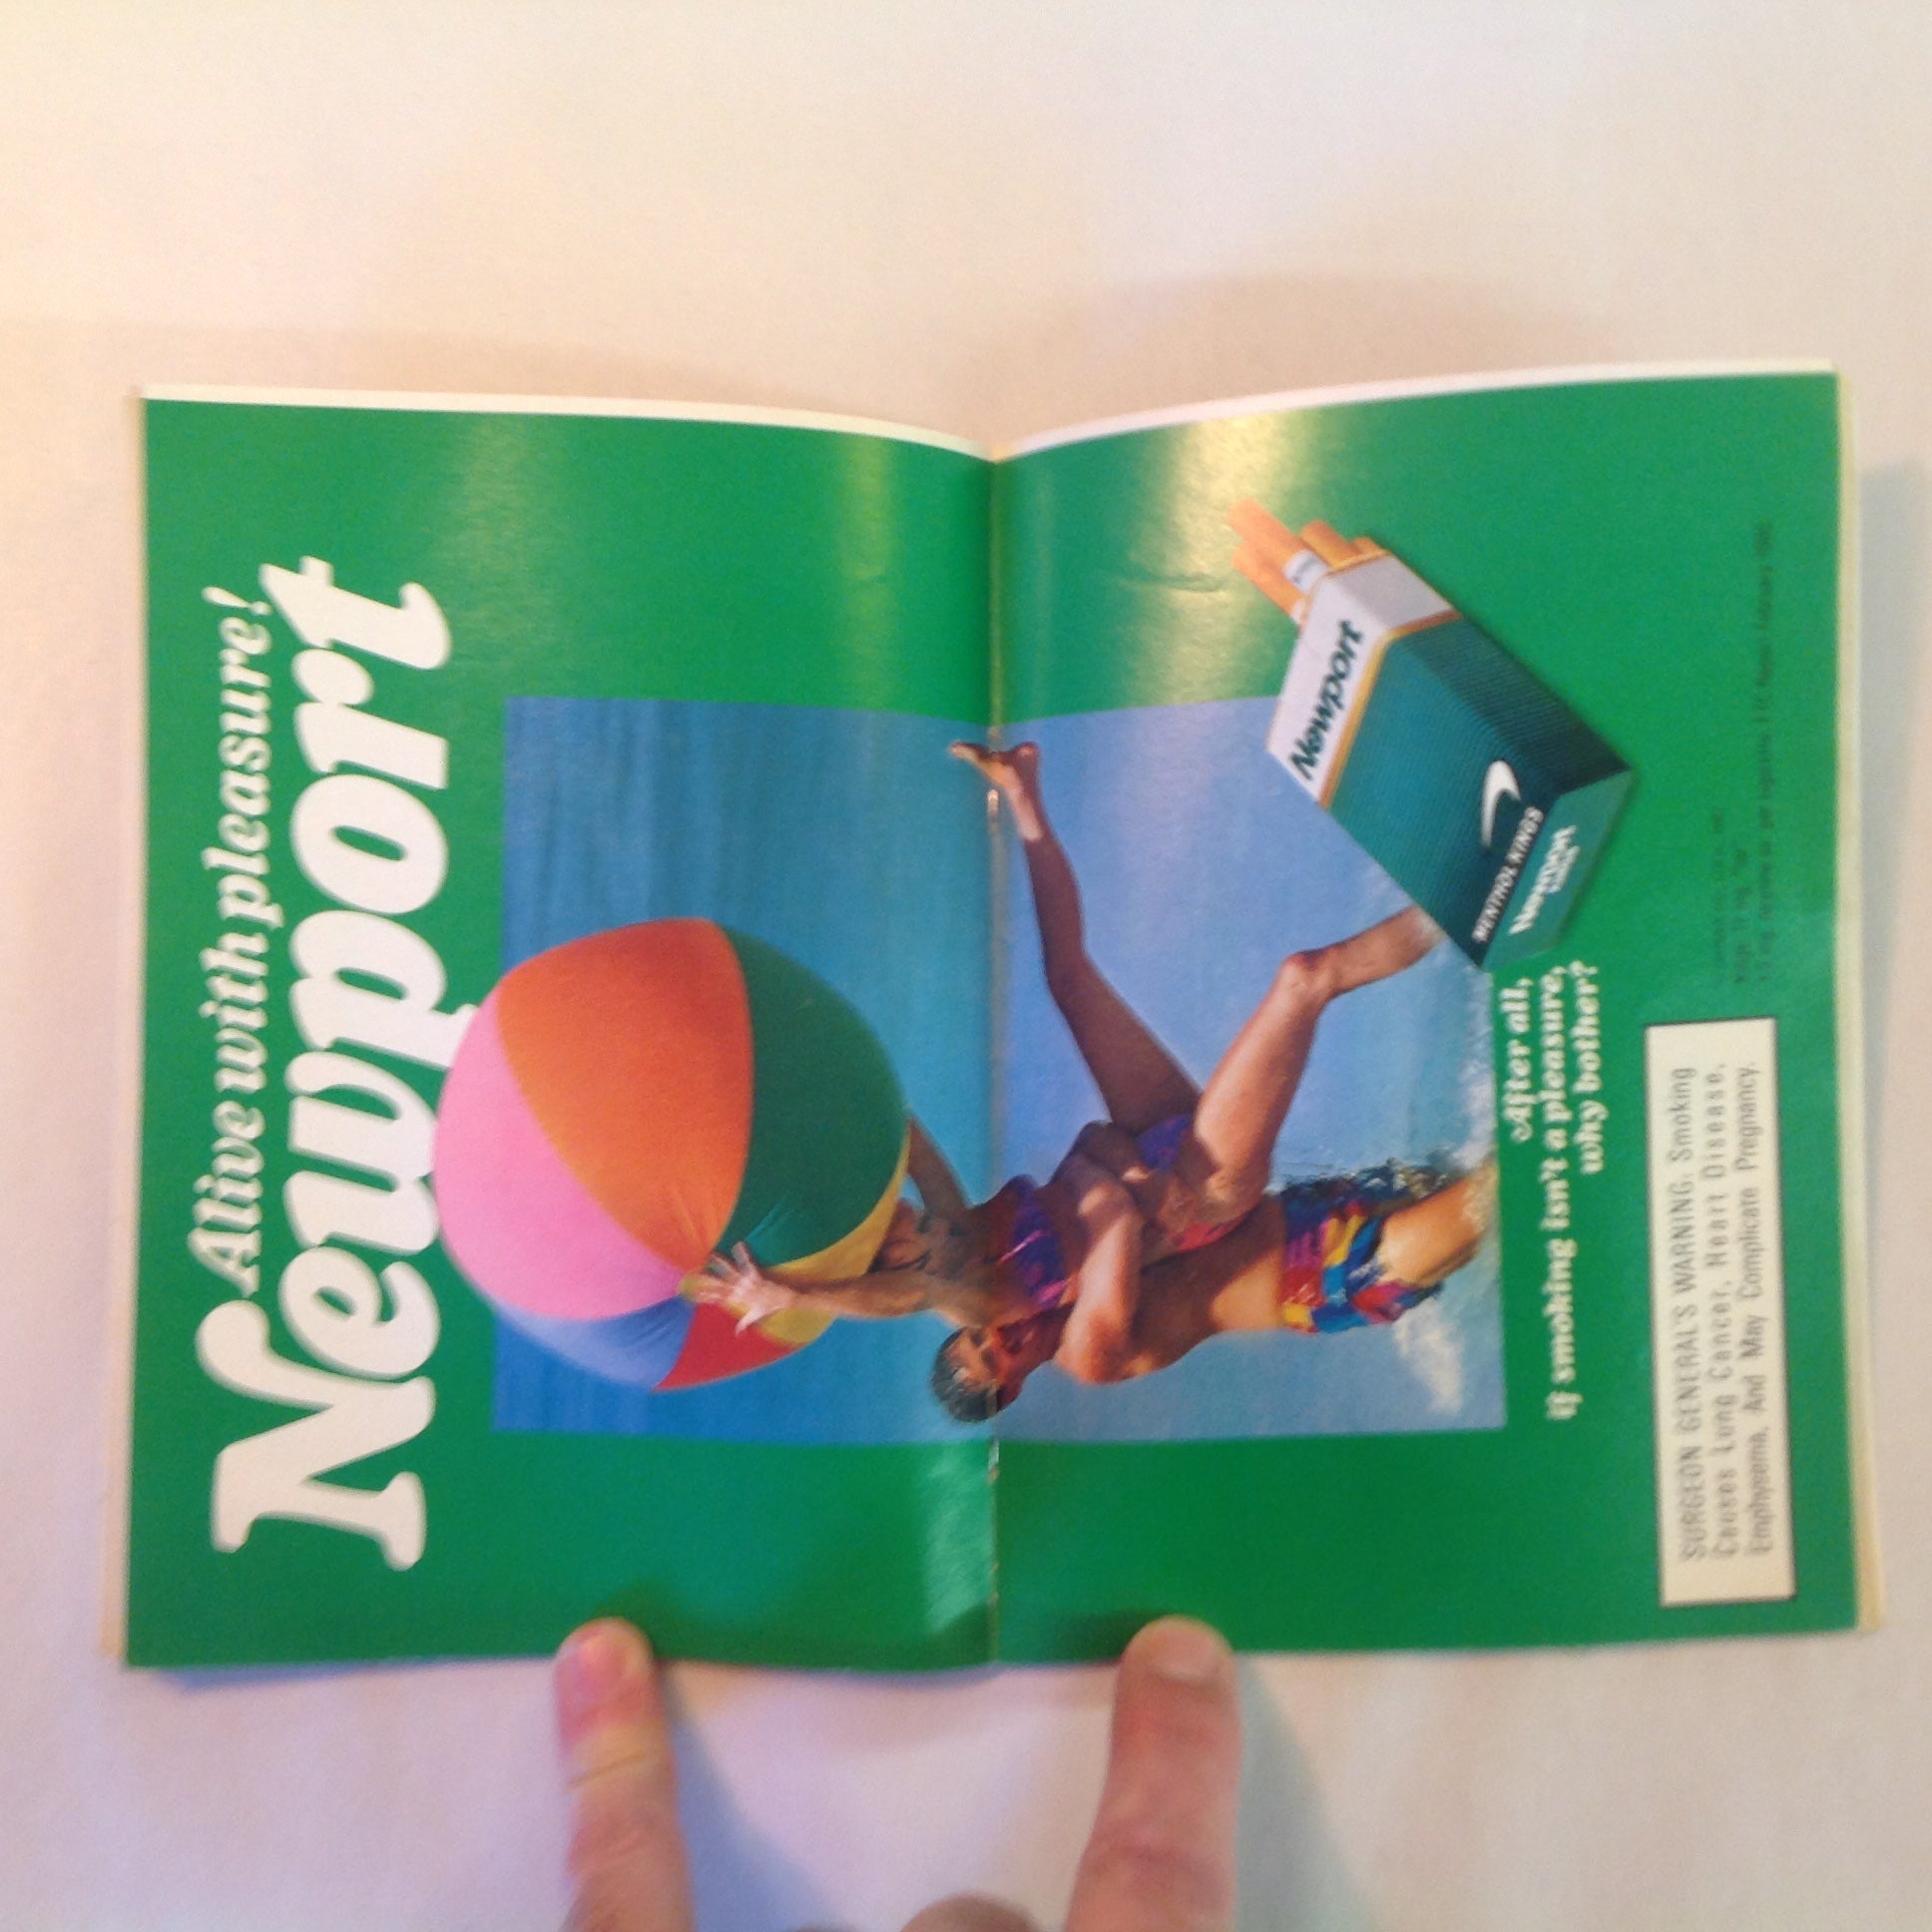 Alive with pleasure!
Newport
Newport
MENTHOL KINGS
Newport
After all,
if smoking isn't a pleasure,
why bother?
SURGEON GENERAL'S WARNING: Smoking
Causes Lung Cancer, Heart Disease,
Emphysema, And May Complicate Pregnancy.